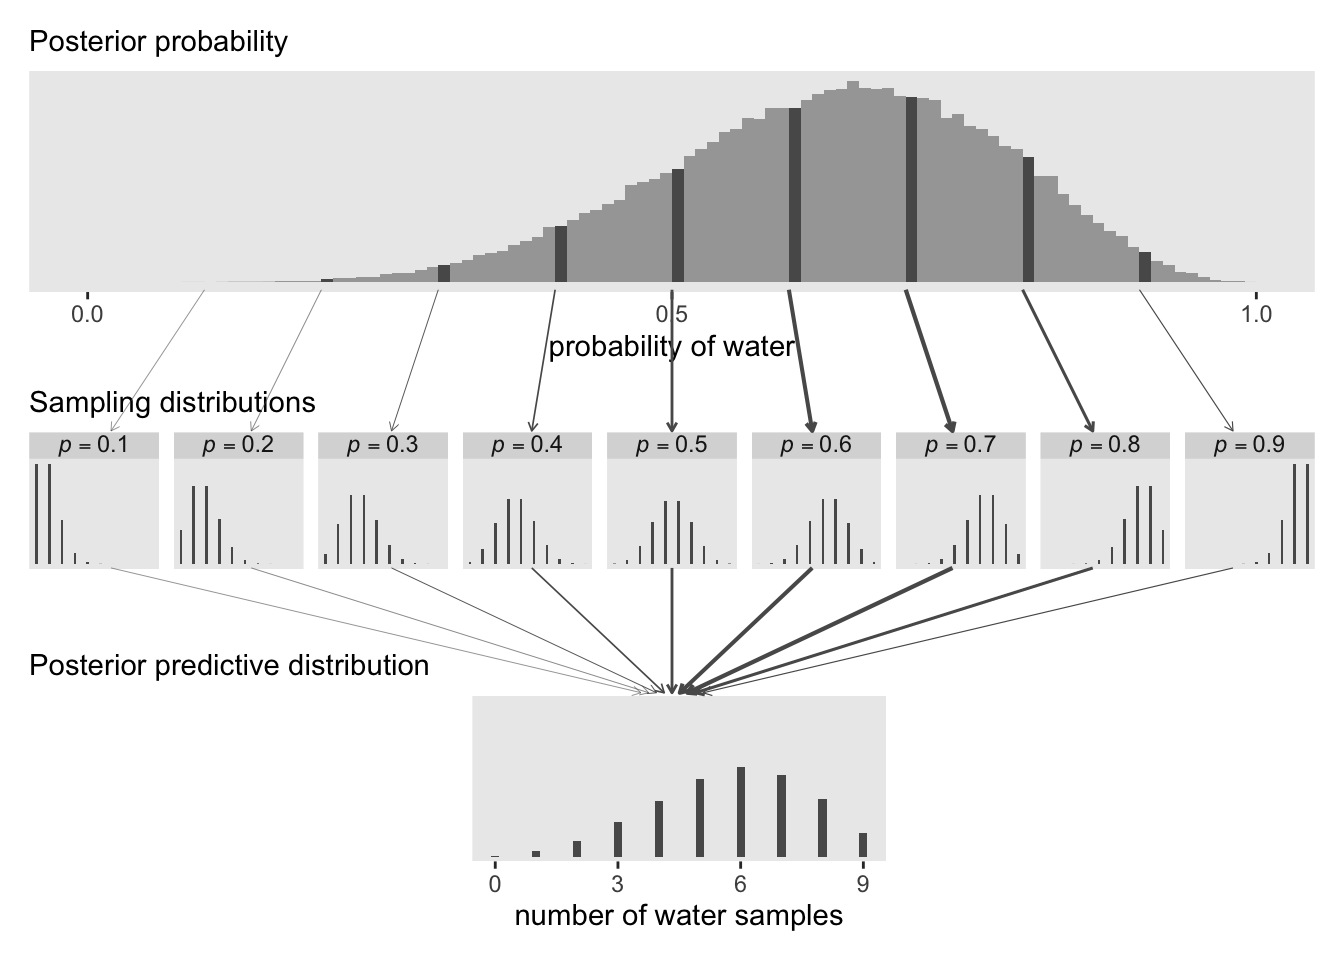 Posterior probability
0.0 0.5 1.0
probability of water
Sampling distributions
p = 0.1 p = 0.2 p = 0.3 p = 0.4 p = 0.5 p = 0.6 p = 0.7 p = 0.8 p = 0.9
Posterior predictive distribution
0 3 6 9
number of water samples